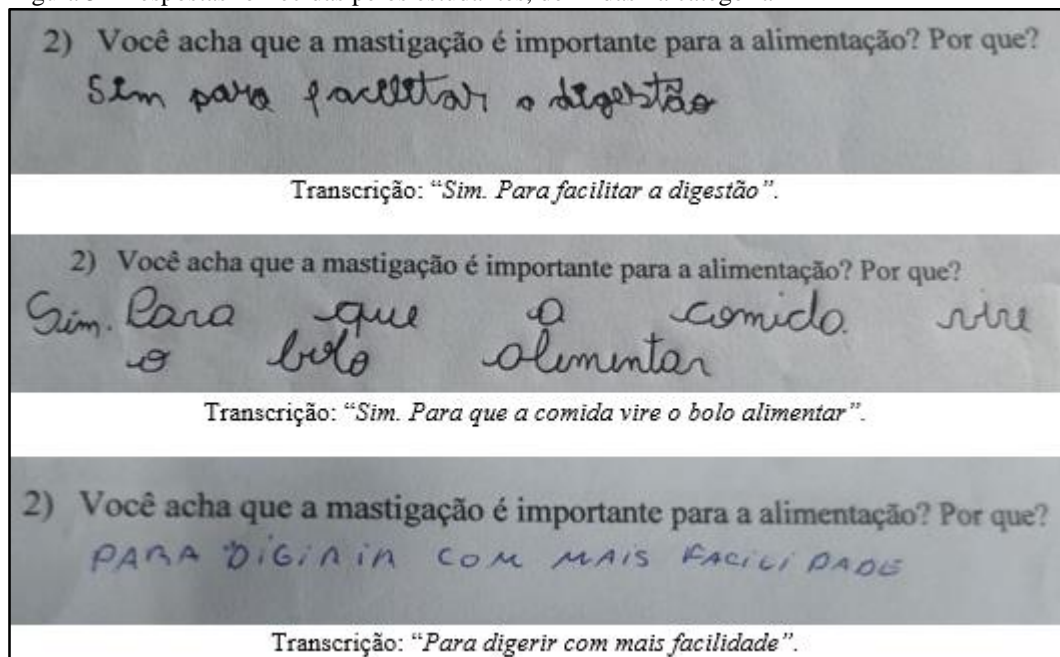 2) Você acha que a mastigação é importante para a alimentação? Por que?
Sim para facilitar a digestão
Transcrição: “Sim. Para facilitar a digestão”.
2) Você acha que a mastigação é importante para a alimentação? Por que?
Sim. Para que a comida vire
o bolo alimentar
Transcrição: “Sim. Para que a comida vire o bolo alimentar”.
2) Você acha que a mastigação é importante para a alimentação? Por que?
PARA DIGIRIR COM MAIS FACILIDADE
Transcrição: “Para digerir com mais facilidade”.